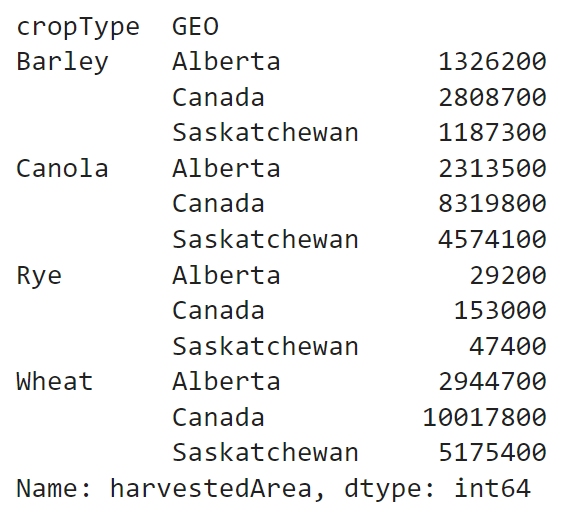 cropType  GEO
Barley    Alberta          1326200
          Canada           2808700
          Saskatchewan     1187300
Canola    Alberta          2313500
          Canada           8319800
          Saskatchewan     4574100
Rye       Alberta            29200
          Canada            153000
          Saskatchewan       47400
Wheat     Alberta          2944700
          Canada          10017800
          Saskatchewan     5175400
Name: harvestedArea, dtype: int64